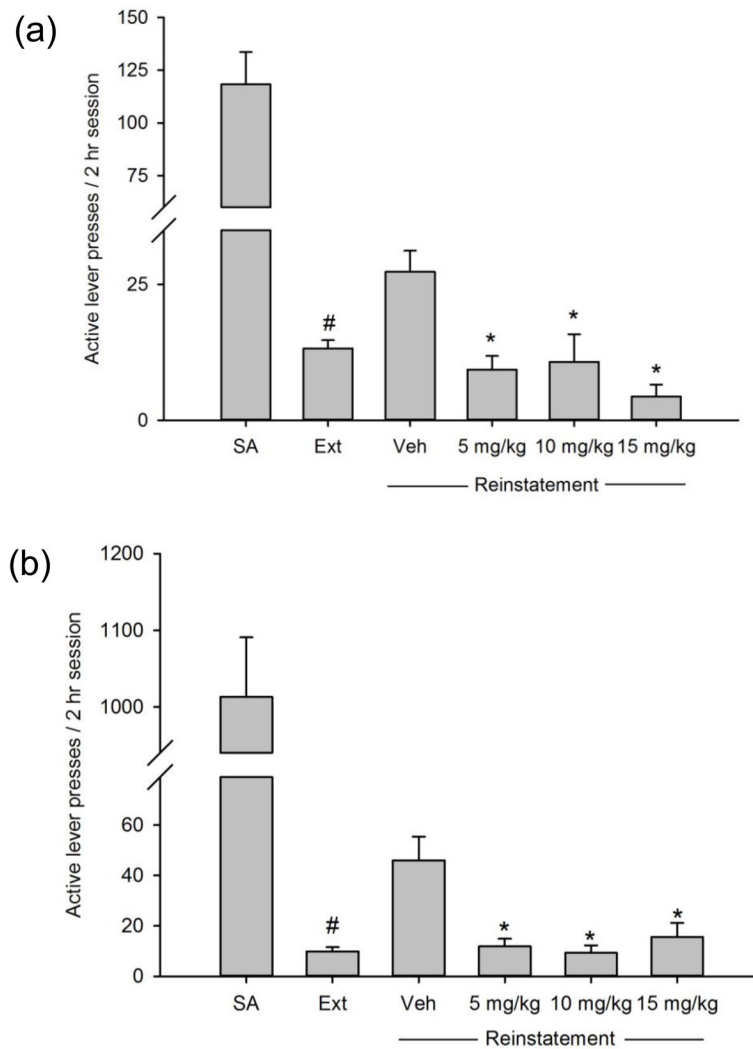 (a)
Active lever presses / 2 hr session
150
125
100
75
25
0
#
*
*
*
SA Ext Veh 5 mg/kg 10 mg/kg 15 mg/kg
Reinstatement
(b)
Active lever presses / 2 hr session
1200
1100
1000
60
40
20
0
#
*
*
*
SA Ext Veh 5 mg/kg 10 mg/kg 15 mg/kg
Reinstatement